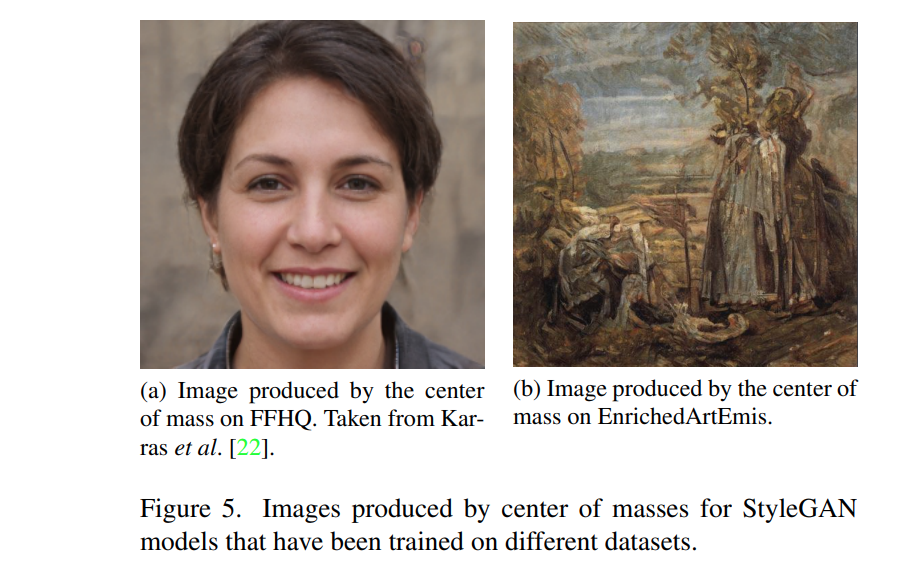 (a) Image produced by the center
of mass on FFHQ. Taken from Kar-
ras et al. [22].
(b) Image produced by the center of
mass on EnrichedArtEmis.
Figure 5. Images produced by center of masses for StyleGAN
models that have been trained on different datasets.